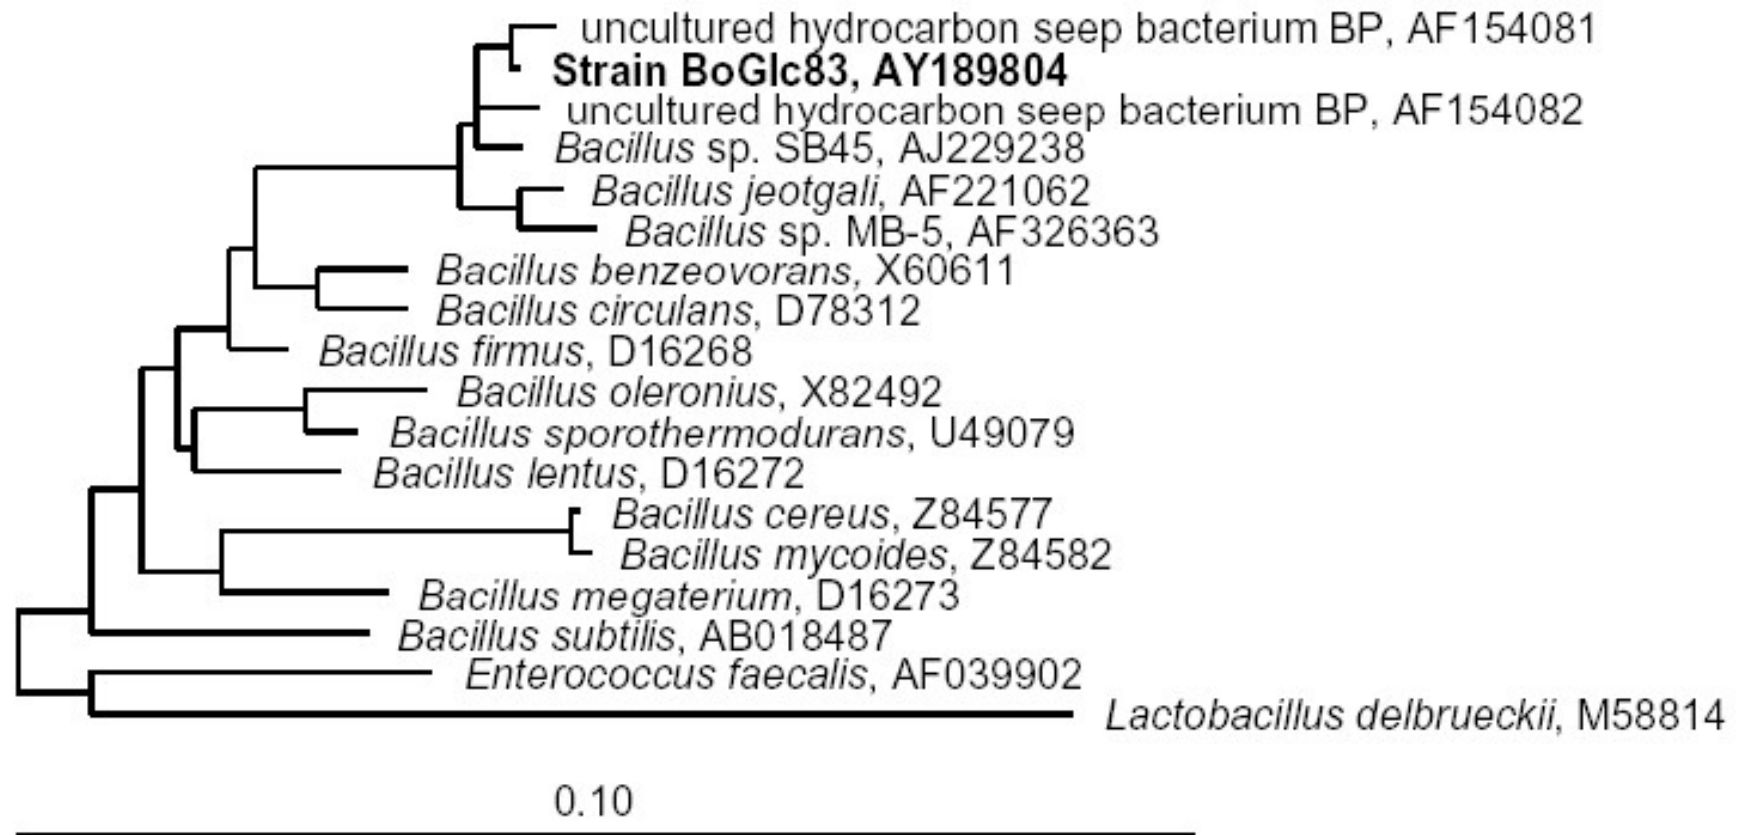 uncultured hydrocarbon seep bacterium BP, AF154081
Strain BoGlc83, AY189804
uncultured hydrocarbon seep bacterium BP, AF154082
Bacillus sp. SB45, AJ229238
Bacillus jeotgali, AF221062
Bacillus sp. MB-5, AF326363
Bacillus benzeovorans, X60611
Bacillus circulans, D78312
Bacillus firmus, D16268
Bacillus oleronius, X82492
Bacillus sporothermodurans, U49079
Bacillus lentus, D16272
Bacillus cereus, Z84577
Bacillus mycoides, Z84582
Bacillus megaterium, D16273
Bacillus subtilis, AB018487
Enterococcus faecalis, AF039902
Lactobacillus delbrueckii, M58814
0.10